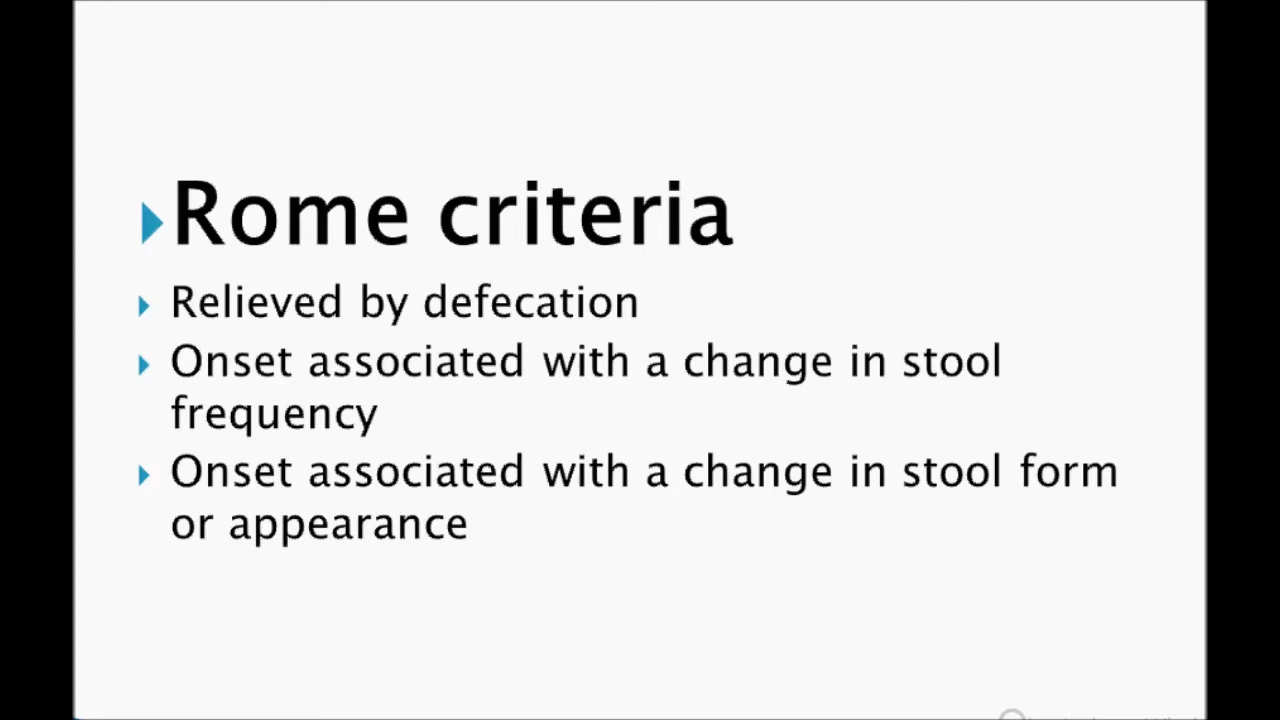 Rome criteria
Relieved by defecation
Onset associated with a change in stool
frequency
Onset associated with a change in stool form
or appearance